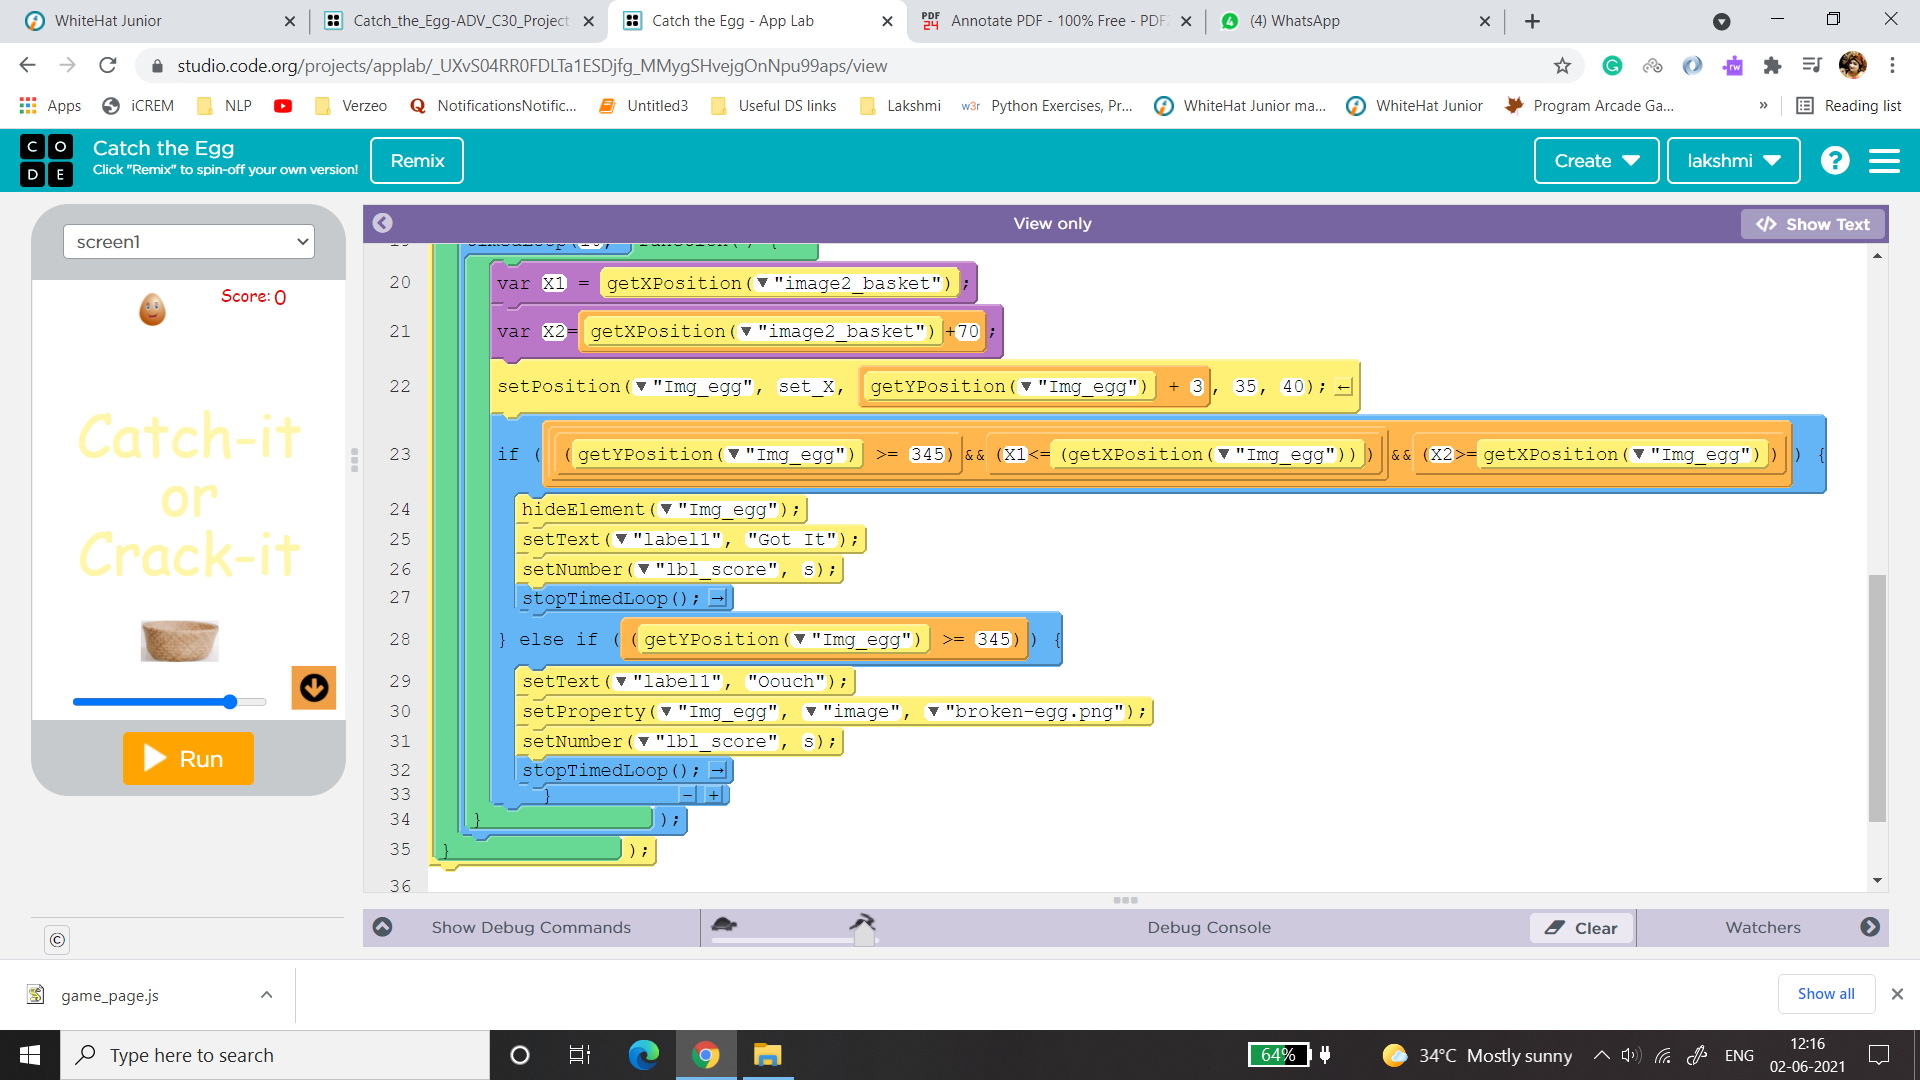 WhiteHat Junior
Catch_the_Egg-ADV_C30_Project
Catch the Egg - App Lab
PDF 24
Annotate PDF - 100% Free - PDF
4
(4) WhatsApp
studio.code.org/projects/applab/_UXvS04RR0FDLTa1ESDjfg_MMygSHvejgOnNpu99aps/view
Apps
iCREM
NLP
Verzeo
NotificationsNotific...
Untitled3
Useful DS links
Lakshmi
w3r
Python Exercises, Pr...
WhiteHat Junior ma...
WhiteHat Junior
Program Arcade Ga...
»
Reading list
C O D E
Catch the Egg
Click "Remix" to spin-off your own version!
Remix
Create
lakshmi
?
screen1
Score: 0
Catch-it
or
Crack-it
Run
©
View only
Show Text
20 var X1 = getXPosition("image2_basket");
21 var X2=getXPosition("image2_basket")+70;
22 setPosition("Img_egg", set_X, getYPosition("Img_egg") + 3, 35, 40);
23 if ((getYPosition("Img_egg") >= 345)&&(X1<=(getXPosition("Img_egg")))&&(X2>=getXPosition("Img_egg"))) {
24 hideElement("Img_egg");
25 setText("label1", "Got It");
26 setNumber("lbl_score", s);
27 stopTimedLoop();
28 } else if ((getYPosition("Img_egg") >= 345)) {
29 setText("label1", "Oouch");
30 setProperty("Img_egg", "image", "broken-egg.png");
31 setNumber("lbl_score", s);
32 stopTimedLoop();
33 } - +
34 } );
35 } );
36
Show Debug Commands
Debug Console
Clear
Watchers
game_page.js
Show all
Type here to search
64%
34°C Mostly sunny
ENG
12:16
02-06-2021